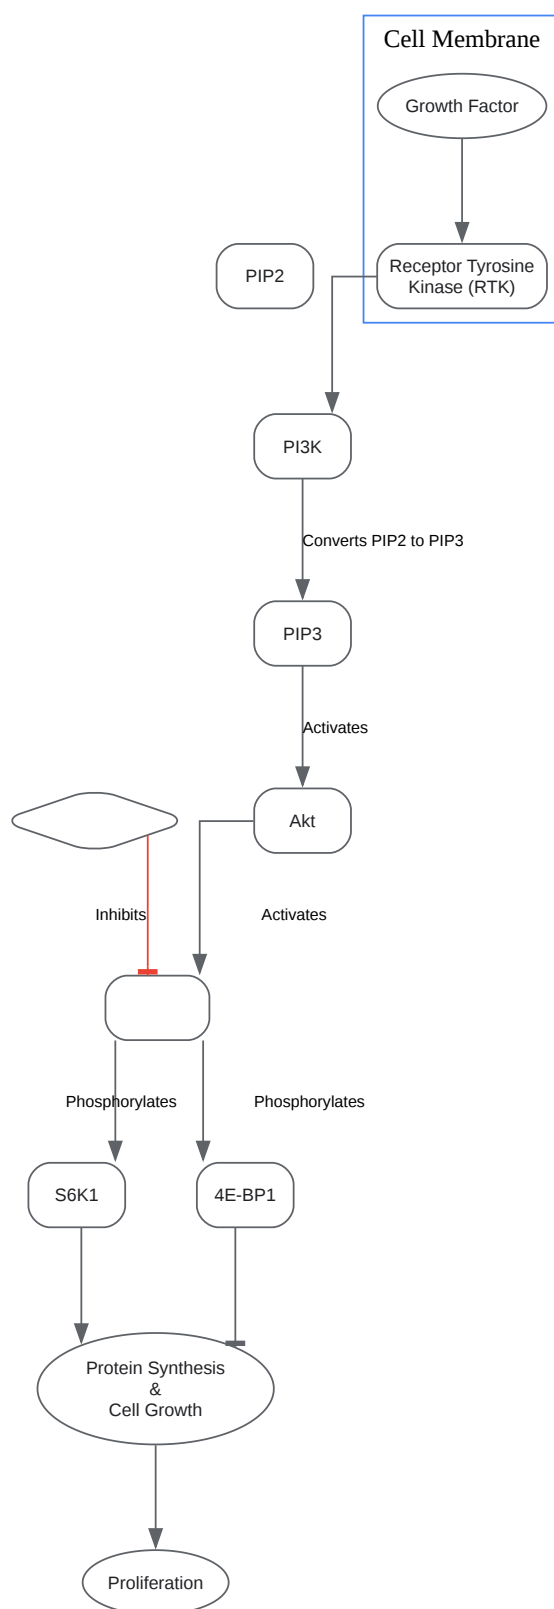 Cell Membrane
Growth Factor
PIP2
Receptor Tyrosine
Kinase (RTK)
PI3K
Converts PIP2 to PIP3
PIP3
Activates
Akt
Inhibits
Activates
Phosphorylates
Phosphorylates
S6K1
4E-BP1
Protein Synthesis
&
Cell Growth
Proliferation